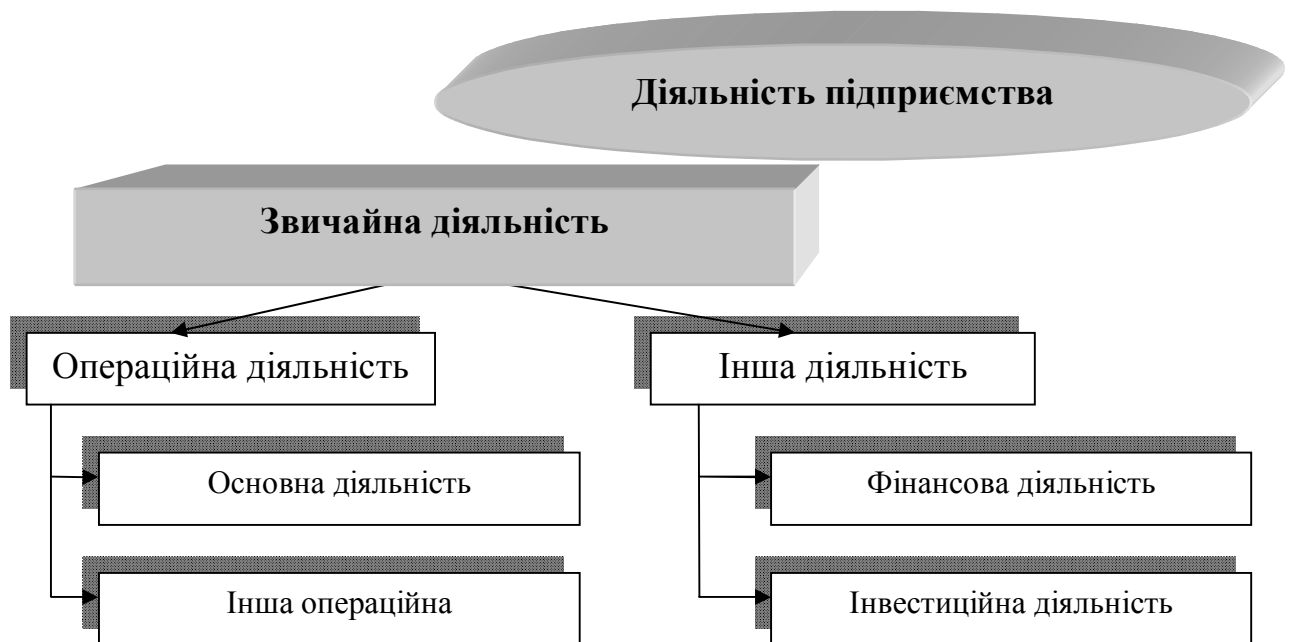 Діяльність підприємства
Звичайна діяльність
Операційна діяльність
Інша діяльність
Основна діяльність
Фінансова діяльність
Інша операційна
Інвестиційна діяльність